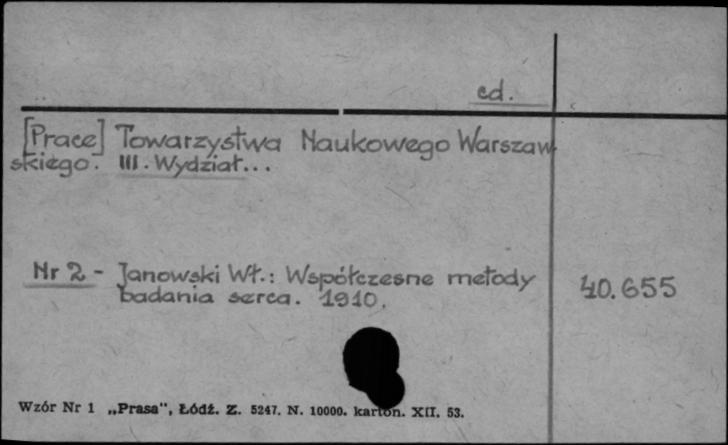 cd.
[Prace] Towarzystwa Naukowego Warszaw
skiego. III. Wydział...
Nr 2 - Janowski Wł.: Współczesne metody 40.655
badania serca. 1910.
Wzór Nr 1 „Prasa", Łódź. Z. 5247. N. 10000. karton. XII. 53.